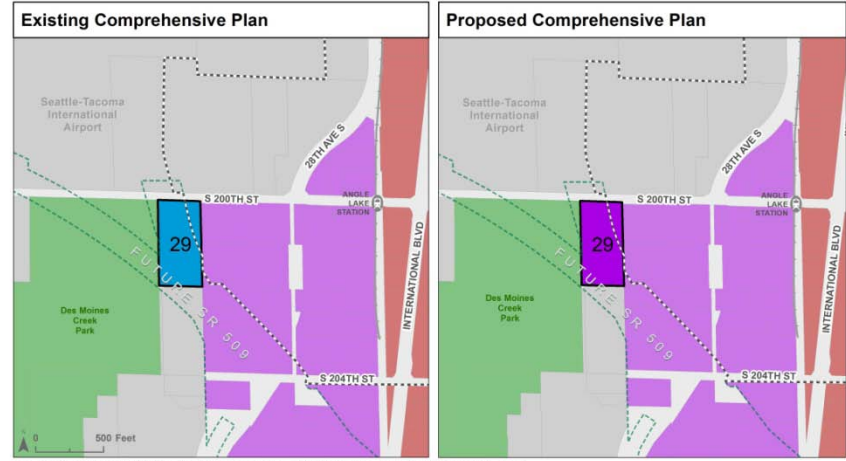 Existing Comprehensive Plan
Seattle-Tacoma
International
Airport
28TH AVE S
S 200TH ST
ANGLE
LAKE
STATION
29
INTERNATIONAL BLVD
FUTURE SR 509
Des Moines
Creek
Park
S 204TH ST
0 500 Feet
Proposed Comprehensive Plan
Seattle-Tacoma
International
Airport
28TH AVE S
S 200TH ST
ANGLE
LAKE
STATION
29
INTERNATIONAL BLVD
FUTURE SR 509
Des Moines
Creek
Park
S 204TH ST